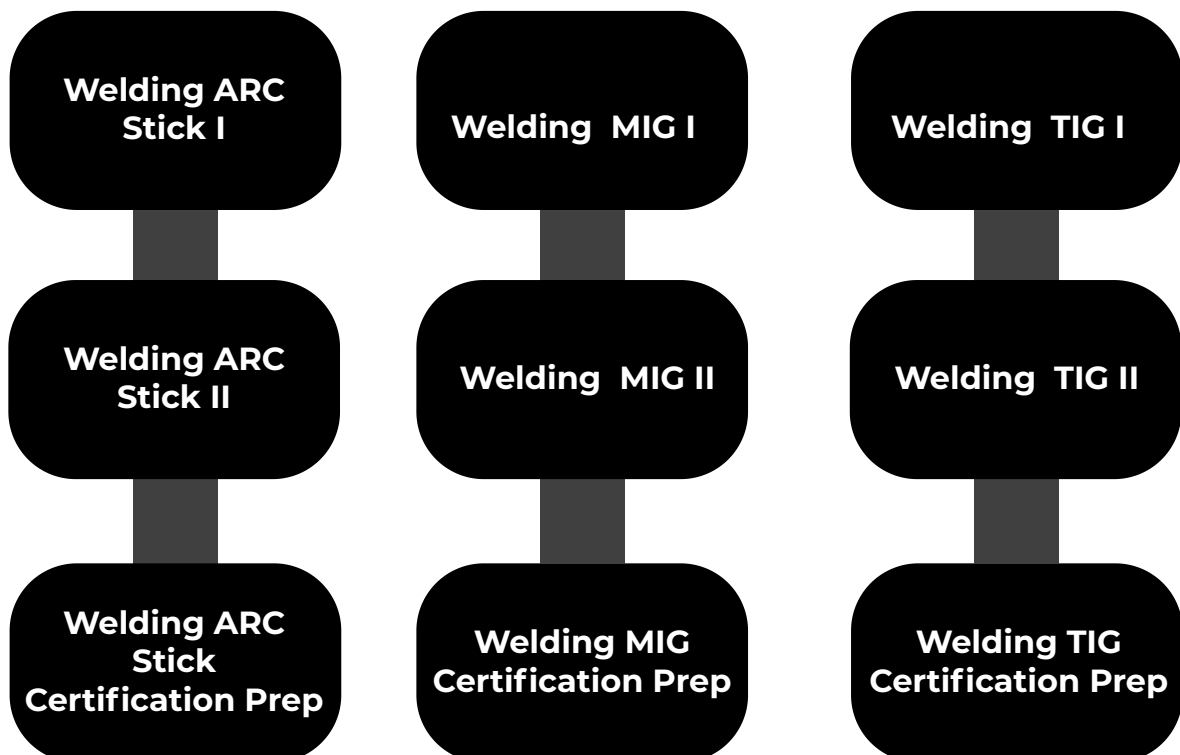 Welding ARC
Stick I
Welding  MIG I
Welding  TIG I
Welding ARC
Stick II
Welding  MIG II
Welding  TIG II
Welding ARC
Stick
Certification Prep
Welding MIG
Certification Prep
Welding TIG
Certification Prep